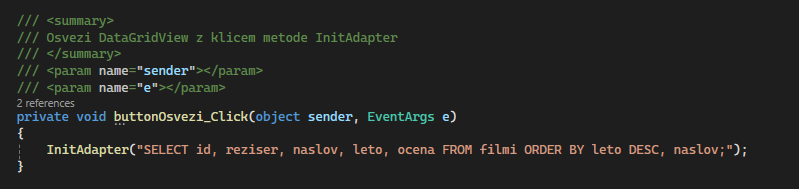 /// <summary>
/// Osvezi DataGridView z klicem metode InitAdapter
/// </summary>
/// <param name="sender"></param>
/// <param name="e"></param>
2 references
private void buttonOsvezi_Click(object sender, EventArgs e)
{
InitAdapter("SELECT id, reziser, naslov, leto, ocena FROM filmi ORDER BY leto DESC, naslov;");
}